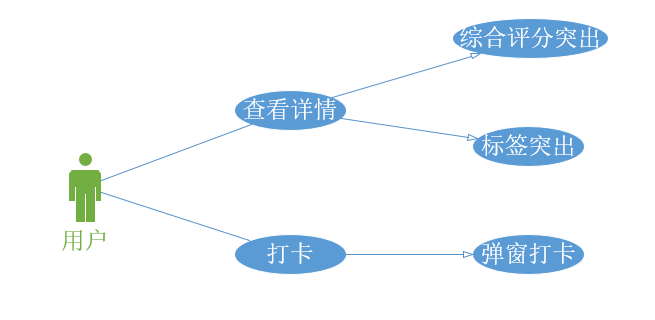 综合评分突出
查看详情
标签突出
用户
打卡
弹窗打卡